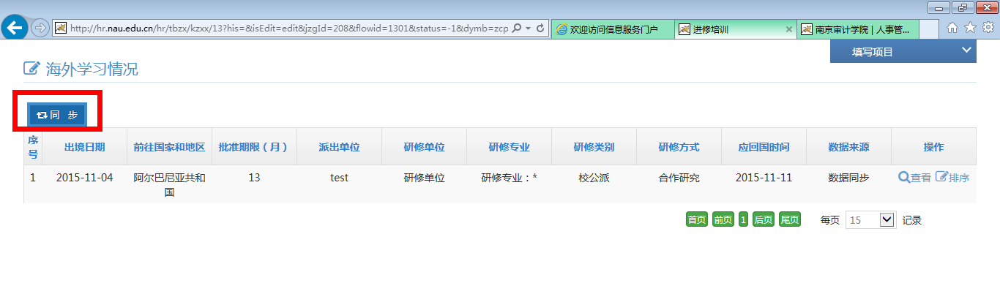 http://hr.nau.edu.cn/hr/tbzx/kzxx/13?his=&isEdit=edit&jzgId=208&flowid=1301&status=-1&dymb=zcp
欢迎访问信息服务门户
进修培训
南京审计学院 | 人事管...
填写项目
海外学习情况
同 步
序号 出境日期 前往国家和地区 批准期限（月） 派出单位 研修单位 研修专业 研修类别 研修方式 应回国时间 数据来源 操作
1 2015-11-04 阿尔巴尼亚共和国 13 test 研修单位 研修专业：* 校公派 合作研究 2015-11-11 数据同步 查看 排序
首页 前页 1 后页 尾页 每页 15 记录